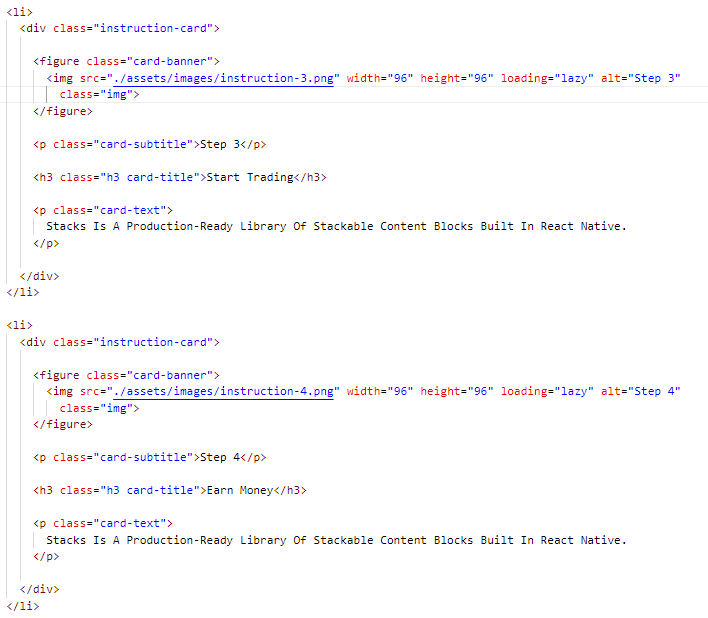 <li>
<div class="instruction-card">
<figure class="card-banner">
<img src="./assets/images/instruction-3.png" width="96" height="96" loading="lazy" alt="Step 3"
class="img">
</figure>
<p class="card-subtitle">Step 3</p>
<h3 class="h3 card-title">Start Trading</h3>
<p class="card-text">
Stacks Is A Production-Ready Library Of Stackable Content Blocks Built In React Native.
</p>
</div>
</li>
<li>
<div class="instruction-card">
<figure class="card-banner">
<img src="./assets/images/instruction-4.png" width="96" height="96" loading="lazy" alt="Step 4"
class="img">
</figure>
<p class="card-subtitle">Step 4</p>
<h3 class="h3 card-title">Earn Money</h3>
<p class="card-text">
Stacks Is A Production-Ready Library Of Stackable Content Blocks Built In React Native.
</p>
</div>
</li>